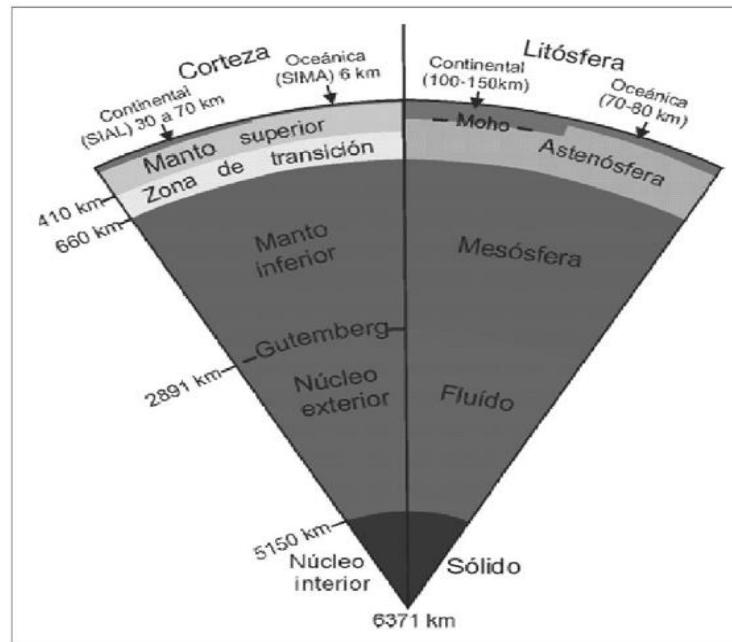 Corteza
Continental
(SIAL) 30 a 70 km
Oceánica
(SIMA) 6 km
Litósfera
Continental
(100-150km)
Oceánica
(70-80 km)
Manto superior
Zona de transición
Moho
Astenósfera
410 km
660 km
Manto
inferior
Mesósfera
Gutemberg
2891 km
Núcleo
exterior
Fluído
5150 km
Núcleo
interior
Sólido
6371 km